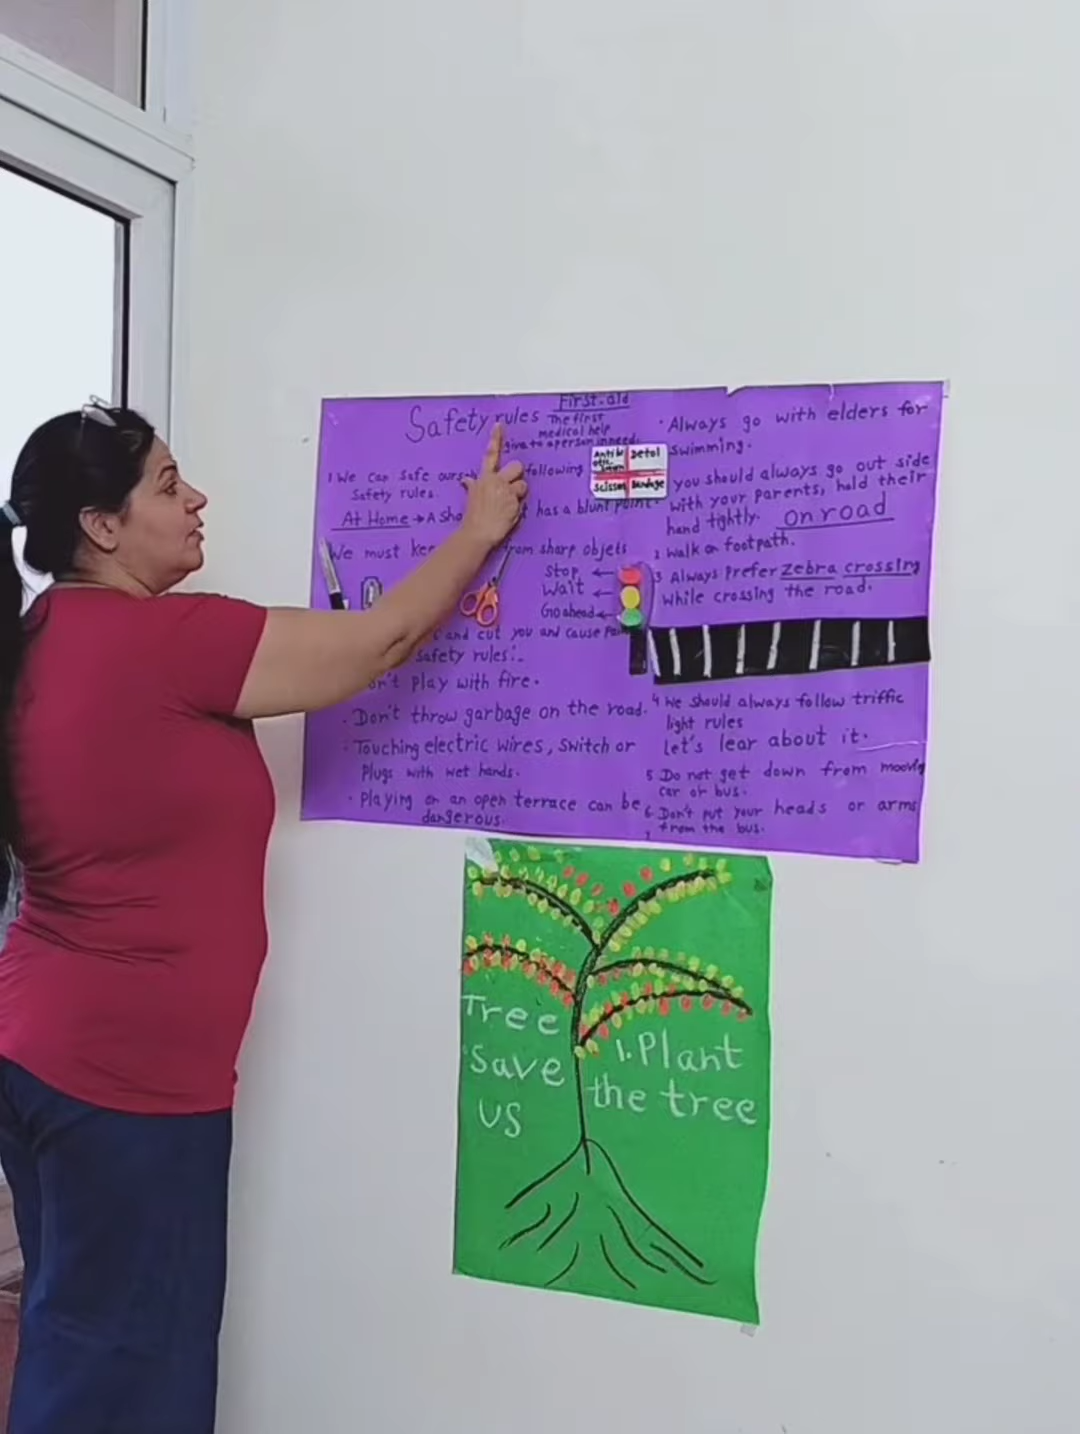 Safety rules
First-aid
The first
medical help
give to a person in need.
Antibi
otic
Detol
Scissor
Bandage
1 We can safe following
Safety rules.
At Home → A has a blunt point.
We must from sharp objets
Stop ←
Wait ←
Go ahead ←
and cut you and cause
safety rules:-
play with fire.
. Don't throw garbage on the road.
. Touching electric wires, switch or
Plugs with wet hands.
. Playing on an open terrace can be
dangerous.
. Always go with elders for
swimming.
you should always go out side
with your parents, hold their
hand tightly. On road
2 Walk on footpath.
3 Always prefer zebra crossing
while crossing the road.
4 We should always follow triffic
light rules
Let's lear about it.
5 Do not get down from mooving
car or bus.
6 Don't put your heads or arms
from the bus.
7
Tree
Save
US
1. Plant
the tree